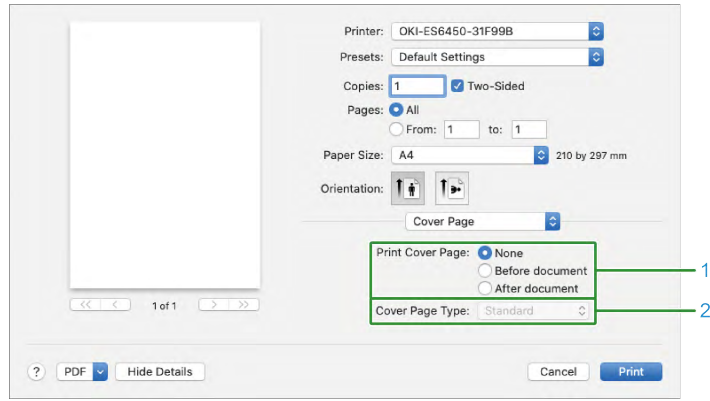 Printer: OKI-ES6450-31F99B
Presets: Default Settings
Copies: 1 Two-Sided
Pages: All
From: 1 to: 1
Paper Size: A4 210 by 297 mm
Orientation:
Cover Page
Print Cover Page: None
Before document
After document
1
Cover Page Type: Standard
2
<< < 1 of 1 > >>
? PDF Hide Details Cancel Print